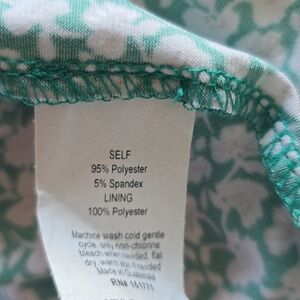 SELF
95% Polyester
5% Spandex
LINING
100% Polyester
Machine wash cold gentle
cycle, only non-chlorine
bleach when needed, flat
dry, warm iron if needed
Made in Guatemala
RN# 151771